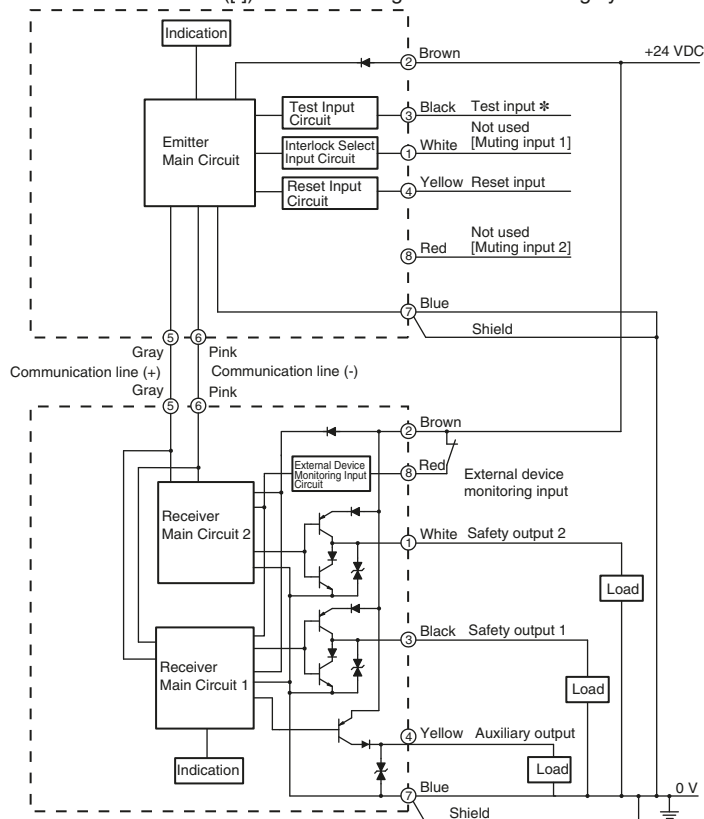 Indication
2
Brown
+24 VDC
Test Input
Circuit
3
Black
Test input *
Not used
[Muting input 1]
Emitter
Main Circuit
Interlock Select
Input Circuit
1
White
Reset Input
Circuit
4
Yellow
Reset input
Not used
[Muting input 2]
8
Red
7
Blue
Shield
5
6
Gray
Pink
Communication line (+)
Communication line (-)
Gray
Pink
5
6
2
Brown
External Device
Monitoring Input
Circuit
8
Red
External device
monitoring input
Receiver
Main Circuit 2
1
White
Safety output 2
Load
3
Black
Safety output 1
Receiver
Main Circuit 1
Load
4
Yellow
Auxiliary output
Indication
Load
7
Blue
0 V
Shield